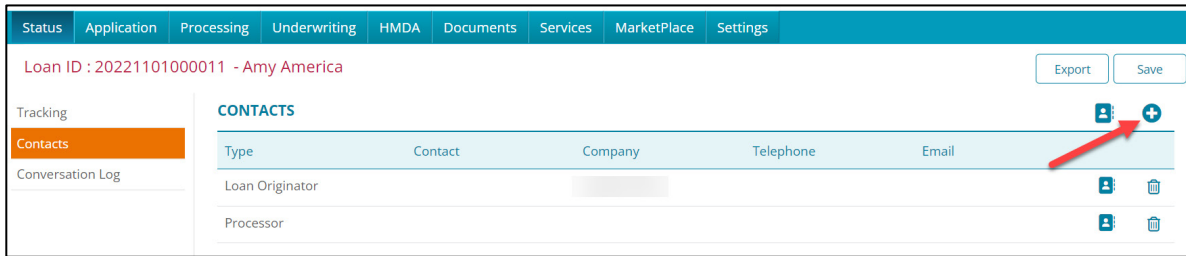 Status Application Processing Underwriting HMDA Documents Services MarketPlace Settings
Loan ID : 20221101000011 - Amy America Export Save
Tracking
Contacts
Conversation Log
CONTACTS
Type Contact Company Telephone Email
Loan Originator
Processor